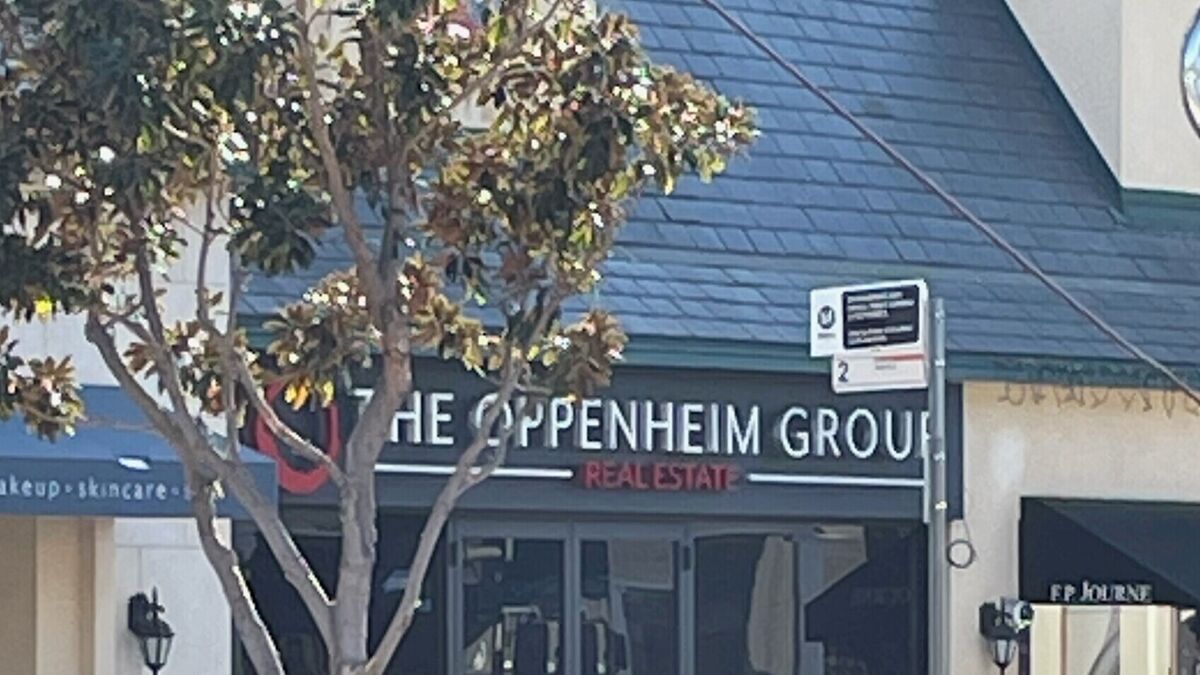 2
THE OPPENHEIM GROUP
REAL ESTATE
akeup • skincare •
F.P. JOURNE